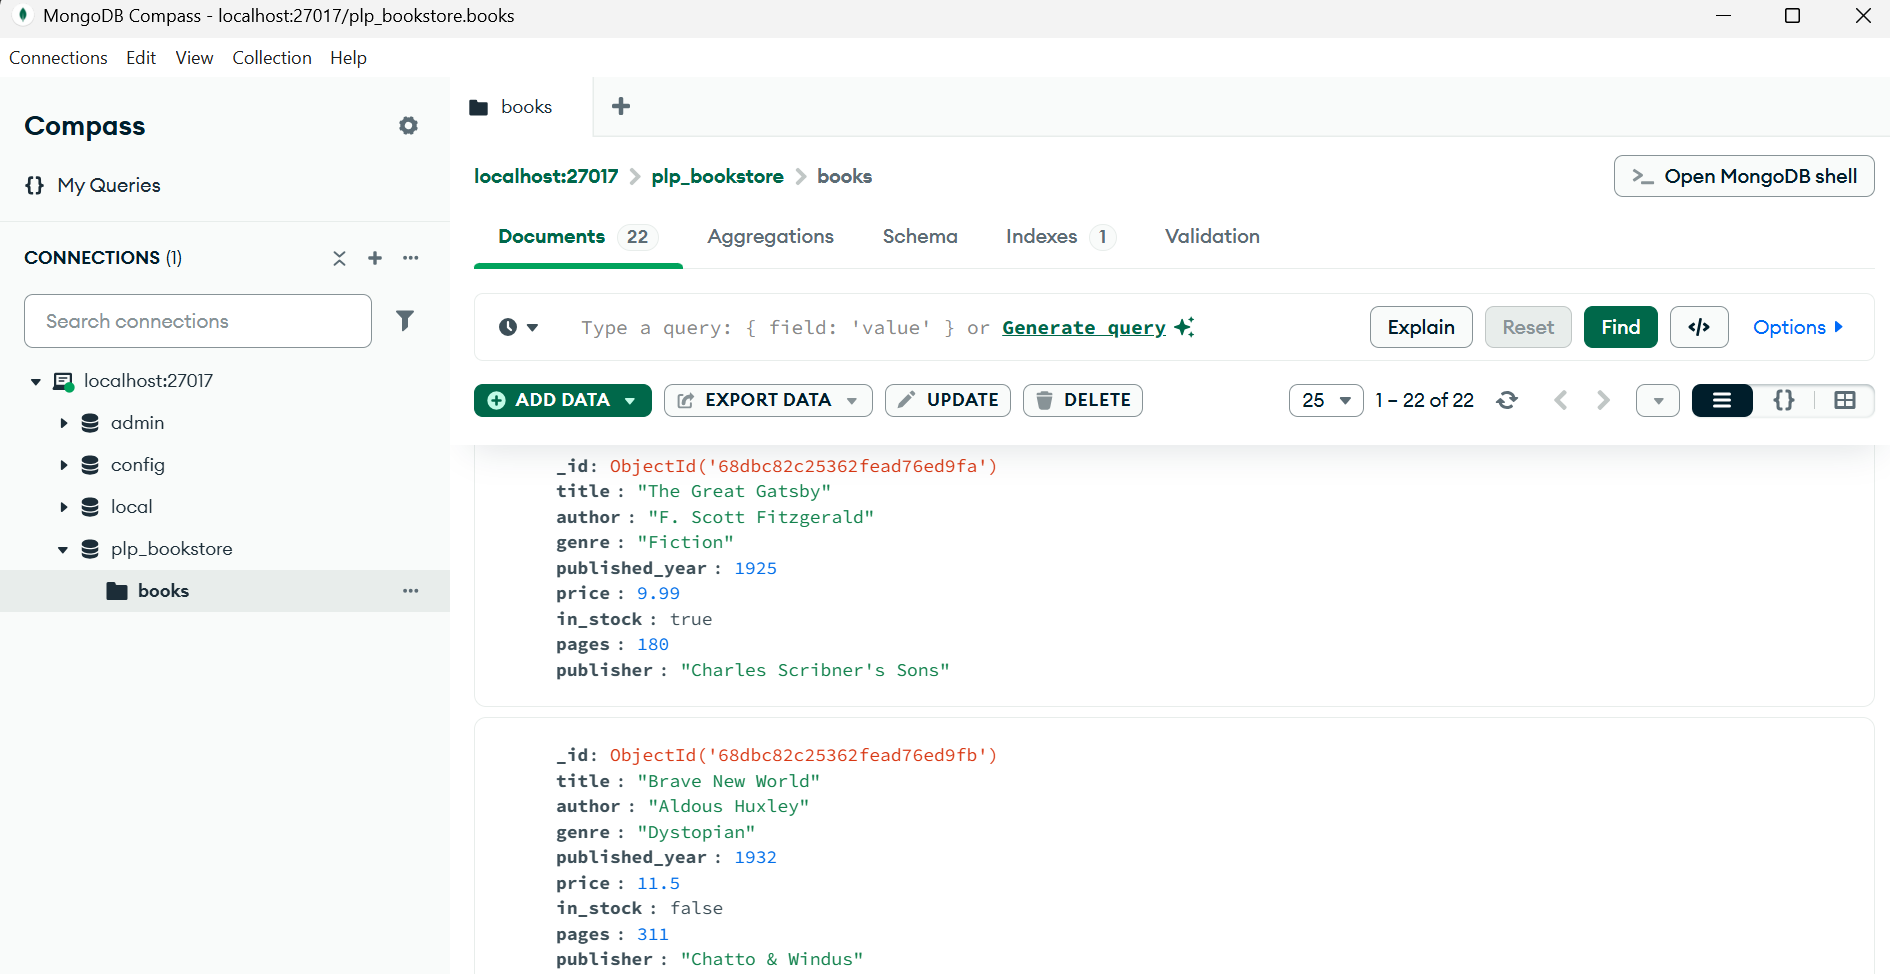 MongoDB Compass - localhost:27017/plp_bookstore.books
Connections Edit View Collection Help
Compass
{} My Queries
CONNECTIONS (1)
Search connections
localhost:27017
admin
config
local
plp_bookstore
books
books
localhost:27017 > plp_bookstore > books
>_ Open MongoDB shell
Documents 22 Aggregations Schema Indexes 1 Validation
Type a query: { field: 'value' } or Generate query
Explain Reset Find </> Options
ADD DATA EXPORT DATA UPDATE DELETE 25 1 – 22 of 22 {}
_id: ObjectId('68dbc82c25362fead76ed9fa')
title : "The Great Gatsby"
author : "F. Scott Fitzgerald"
genre : "Fiction"
published_year : 1925
price : 9.99
in_stock : true
pages : 180
publisher : "Charles Scribner's Sons"
_id: ObjectId('68dbc82c25362fead76ed9fb')
title : "Brave New World"
author : "Aldous Huxley"
genre : "Dystopian"
published_year : 1932
price : 11.5
in_stock : false
pages : 311
publisher : "Chatto & Windus"